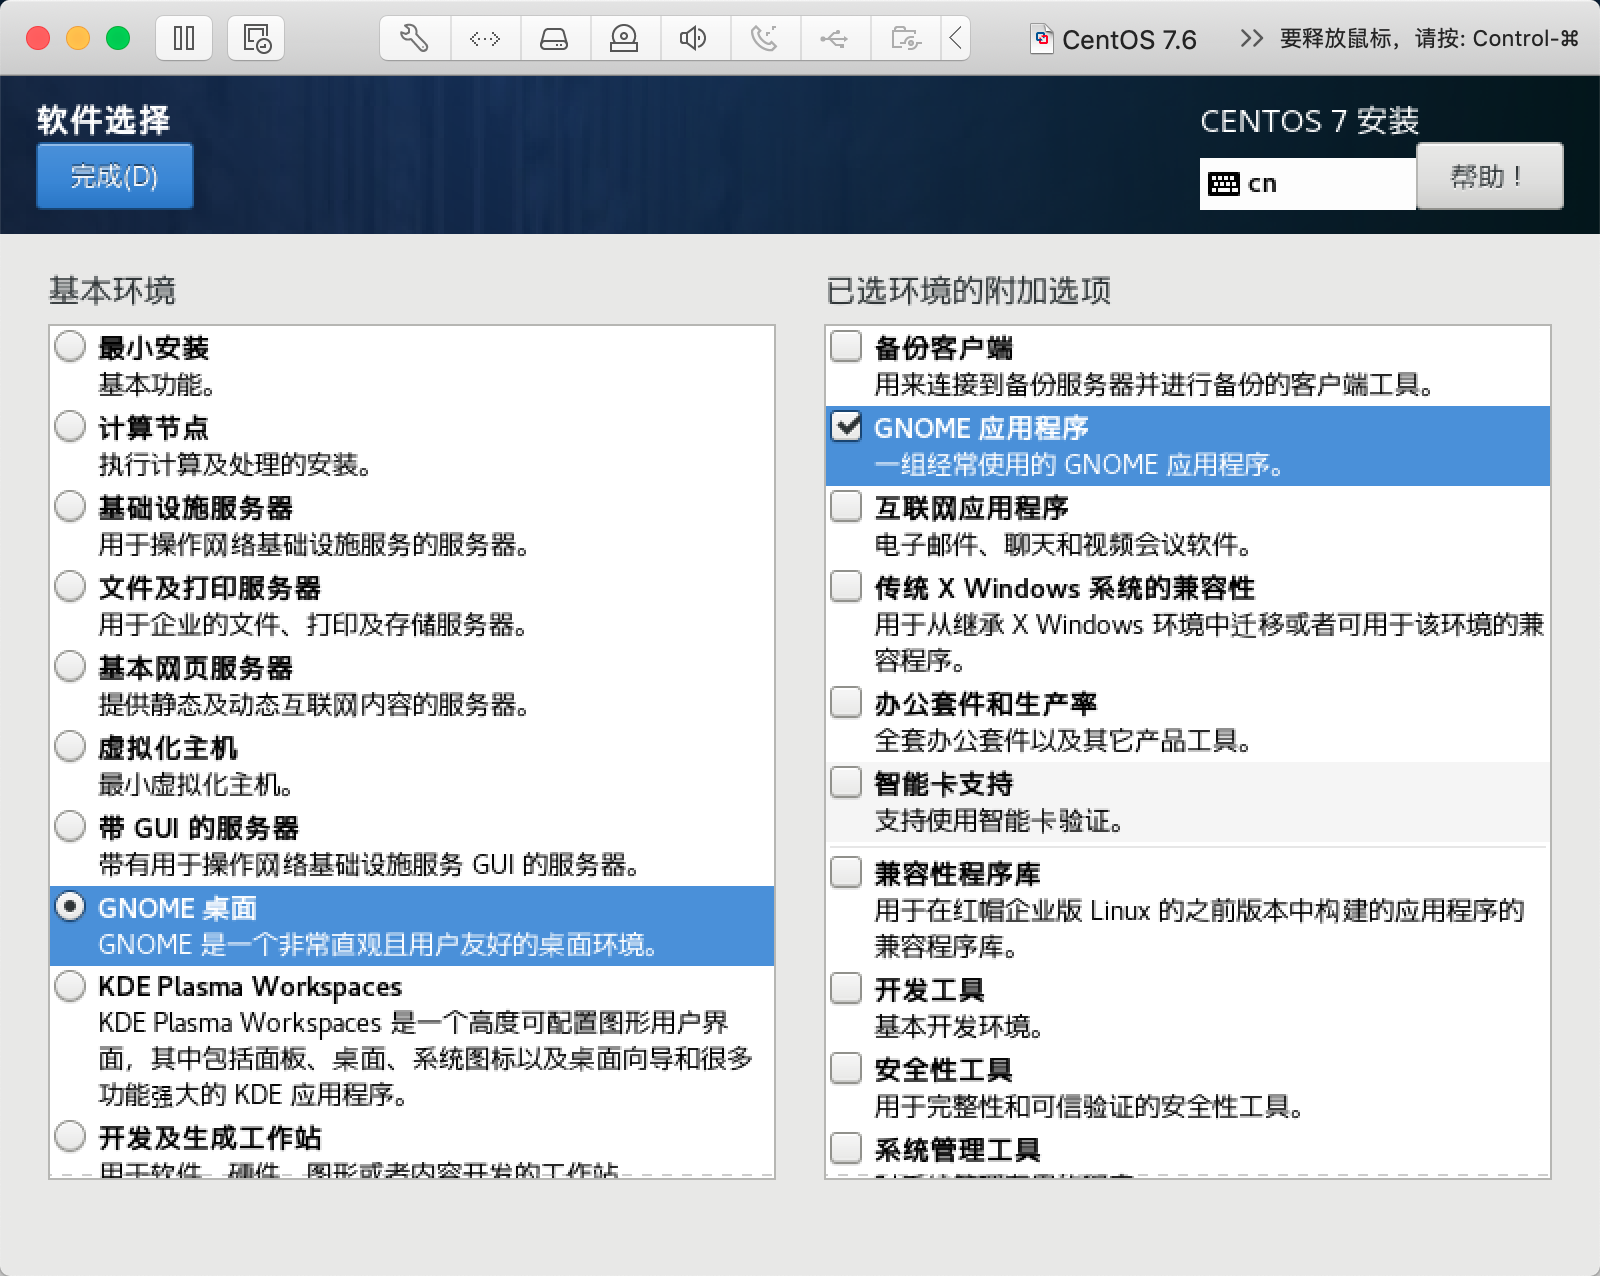 CentOS 7.6
要释放鼠标，请按: Control-⌘
软件选择
完成(D)
CENTOS 7 安装
cn
帮助！
基本环境
最小安装
基本功能。
计算节点
执行计算及处理的安装。
基础设施服务器
用于操作网络基础设施服务的服务器。
文件及打印服务器
用于企业的文件、打印及存储服务器。
基本网页服务器
提供静态及动态互联网内容的服务器。
虚拟化主机
最小虚拟化主机。
带 GUI 的服务器
带有用于操作网络基础设施服务 GUI 的服务器。
GNOME 桌面
GNOME 是一个非常直观且用户友好的桌面环境。
KDE Plasma Workspaces
KDE Plasma Workspaces 是一个高度可配置图形用户界
面，其中包括面板、桌面、系统图标以及桌面向导和很多
功能强大的 KDE 应用程序。
开发及生成工作站
用于软件、硬件、图形或者内容开发的工作站
已选环境的附加选项
备份客户端
用来连接到备份服务器并进行备份的客户端工具。
GNOME 应用程序
一组经常使用的 GNOME 应用程序。
互联网应用程序
电子邮件、聊天和视频会议软件。
传统 X Windows 系统的兼容性
用于从继承 X Windows 环境中迁移或者可用于该环境的兼
容程序。
办公套件和生产率
全套办公套件以及其它产品工具。
智能卡支持
支持使用智能卡验证。
兼容性程序库
用于在红帽企业版 Linux 的之前版本中构建的应用程序的
兼容程序库。
开发工具
基本开发环境。
安全性工具
用于完整性和可信验证的安全性工具。
系统管理工具